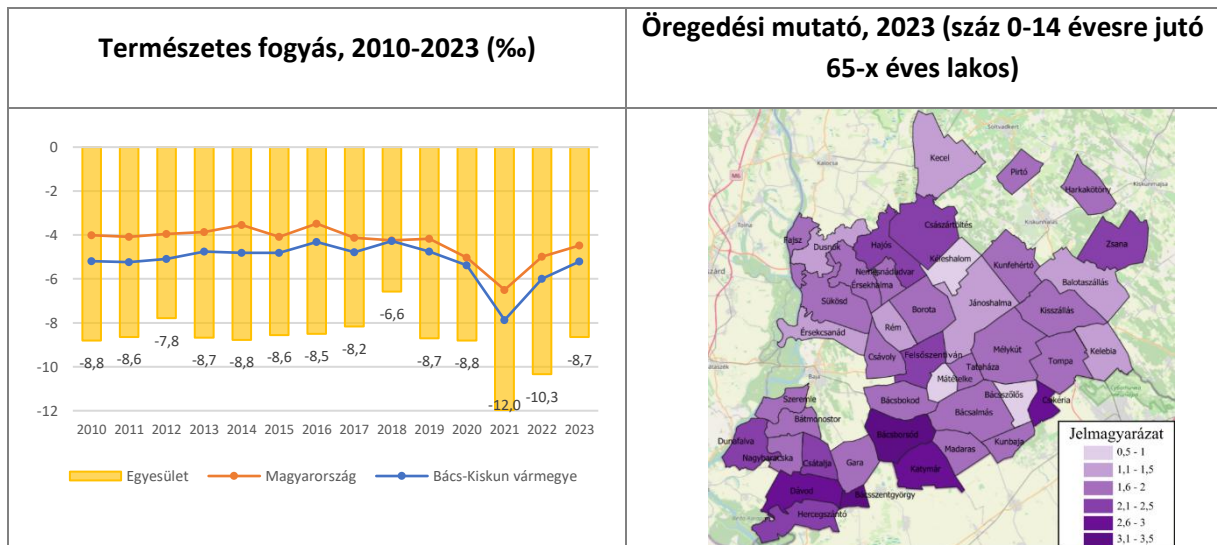 Természetes fogyás, 2010-2023 (‰)
Öregedési mutató, 2023 (száz 0-14 évesre jutó
65-x éves lakos)
0
-2
-4
-6
-8
-10
-12
-8,8
-8,6
-7,8
-8,7
-8,8
-8,6
-8,5
-8,2
-6,6
-8,7
-8,8
-12,0
-10,3
-8,7
2010 2011 2012 2013 2014 2015 2016 2017 2018 2019 2020 2021 2022 2023
Egyesület
Magyarország
Bács-Kiskun vármegye
Soltvadkert
Kecel
Pirtó
Kalocsa
Harkakötöny
Kiskunmajsa
M6
Tolna
Császártöltés
Kiskunhalas
Fajsz
Dusnok
Hajós
Zsana
Kéleshalom
Kunfehértó
Nemesnádudvar
Érsekhalma
Balotaszállás
Sükösd
Borota
Jánoshalma
Kisszállás
Érsekcsanád
Rém
Csávoly
Felsőszentiván
Mélykút
Kelebia
Tompa
Tataháza
Baja
Mátételke
Bácsszőlős
Csikéria
Szeremle
Bácsbokod
Bácsalmás
Bátmonostor
Dunafalva
Bácsborsód
Kunbaja
Madaras
Nagybaracska
Csátalja
Gara
Katymár
Dávod
Bácsszentgyörgy
Hercegszántó
Jelmagyarázat
0,5 - 1
1,1 - 1,5
1,6 - 2
2,1 - 2,5
2,6 - 3
3,1 - 3,5